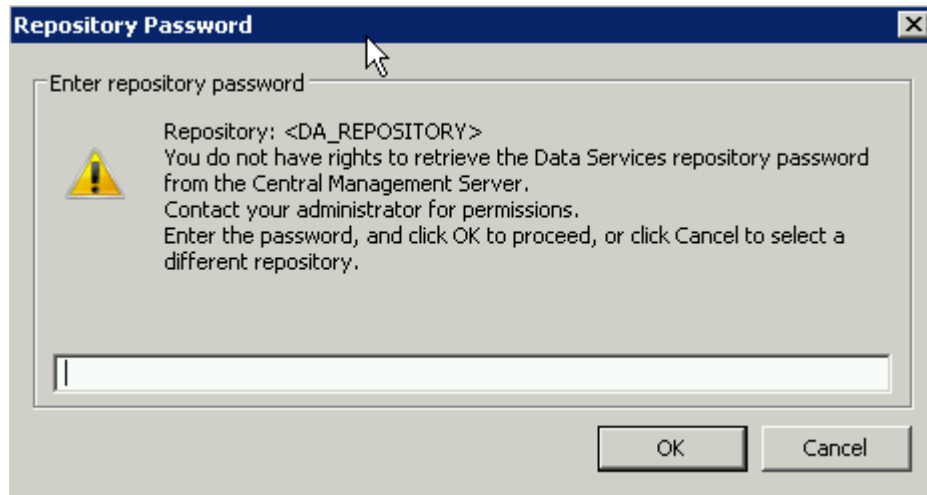 Repository Password
Enter repository password
Repository: <DA_REPOSITORY>
You do not have rights to retrieve the Data Services repository password
from the Central Management Server.
Contact your administrator for permissions.
Enter the password, and click OK to proceed, or click Cancel to select a
different repository.
OK
Cancel